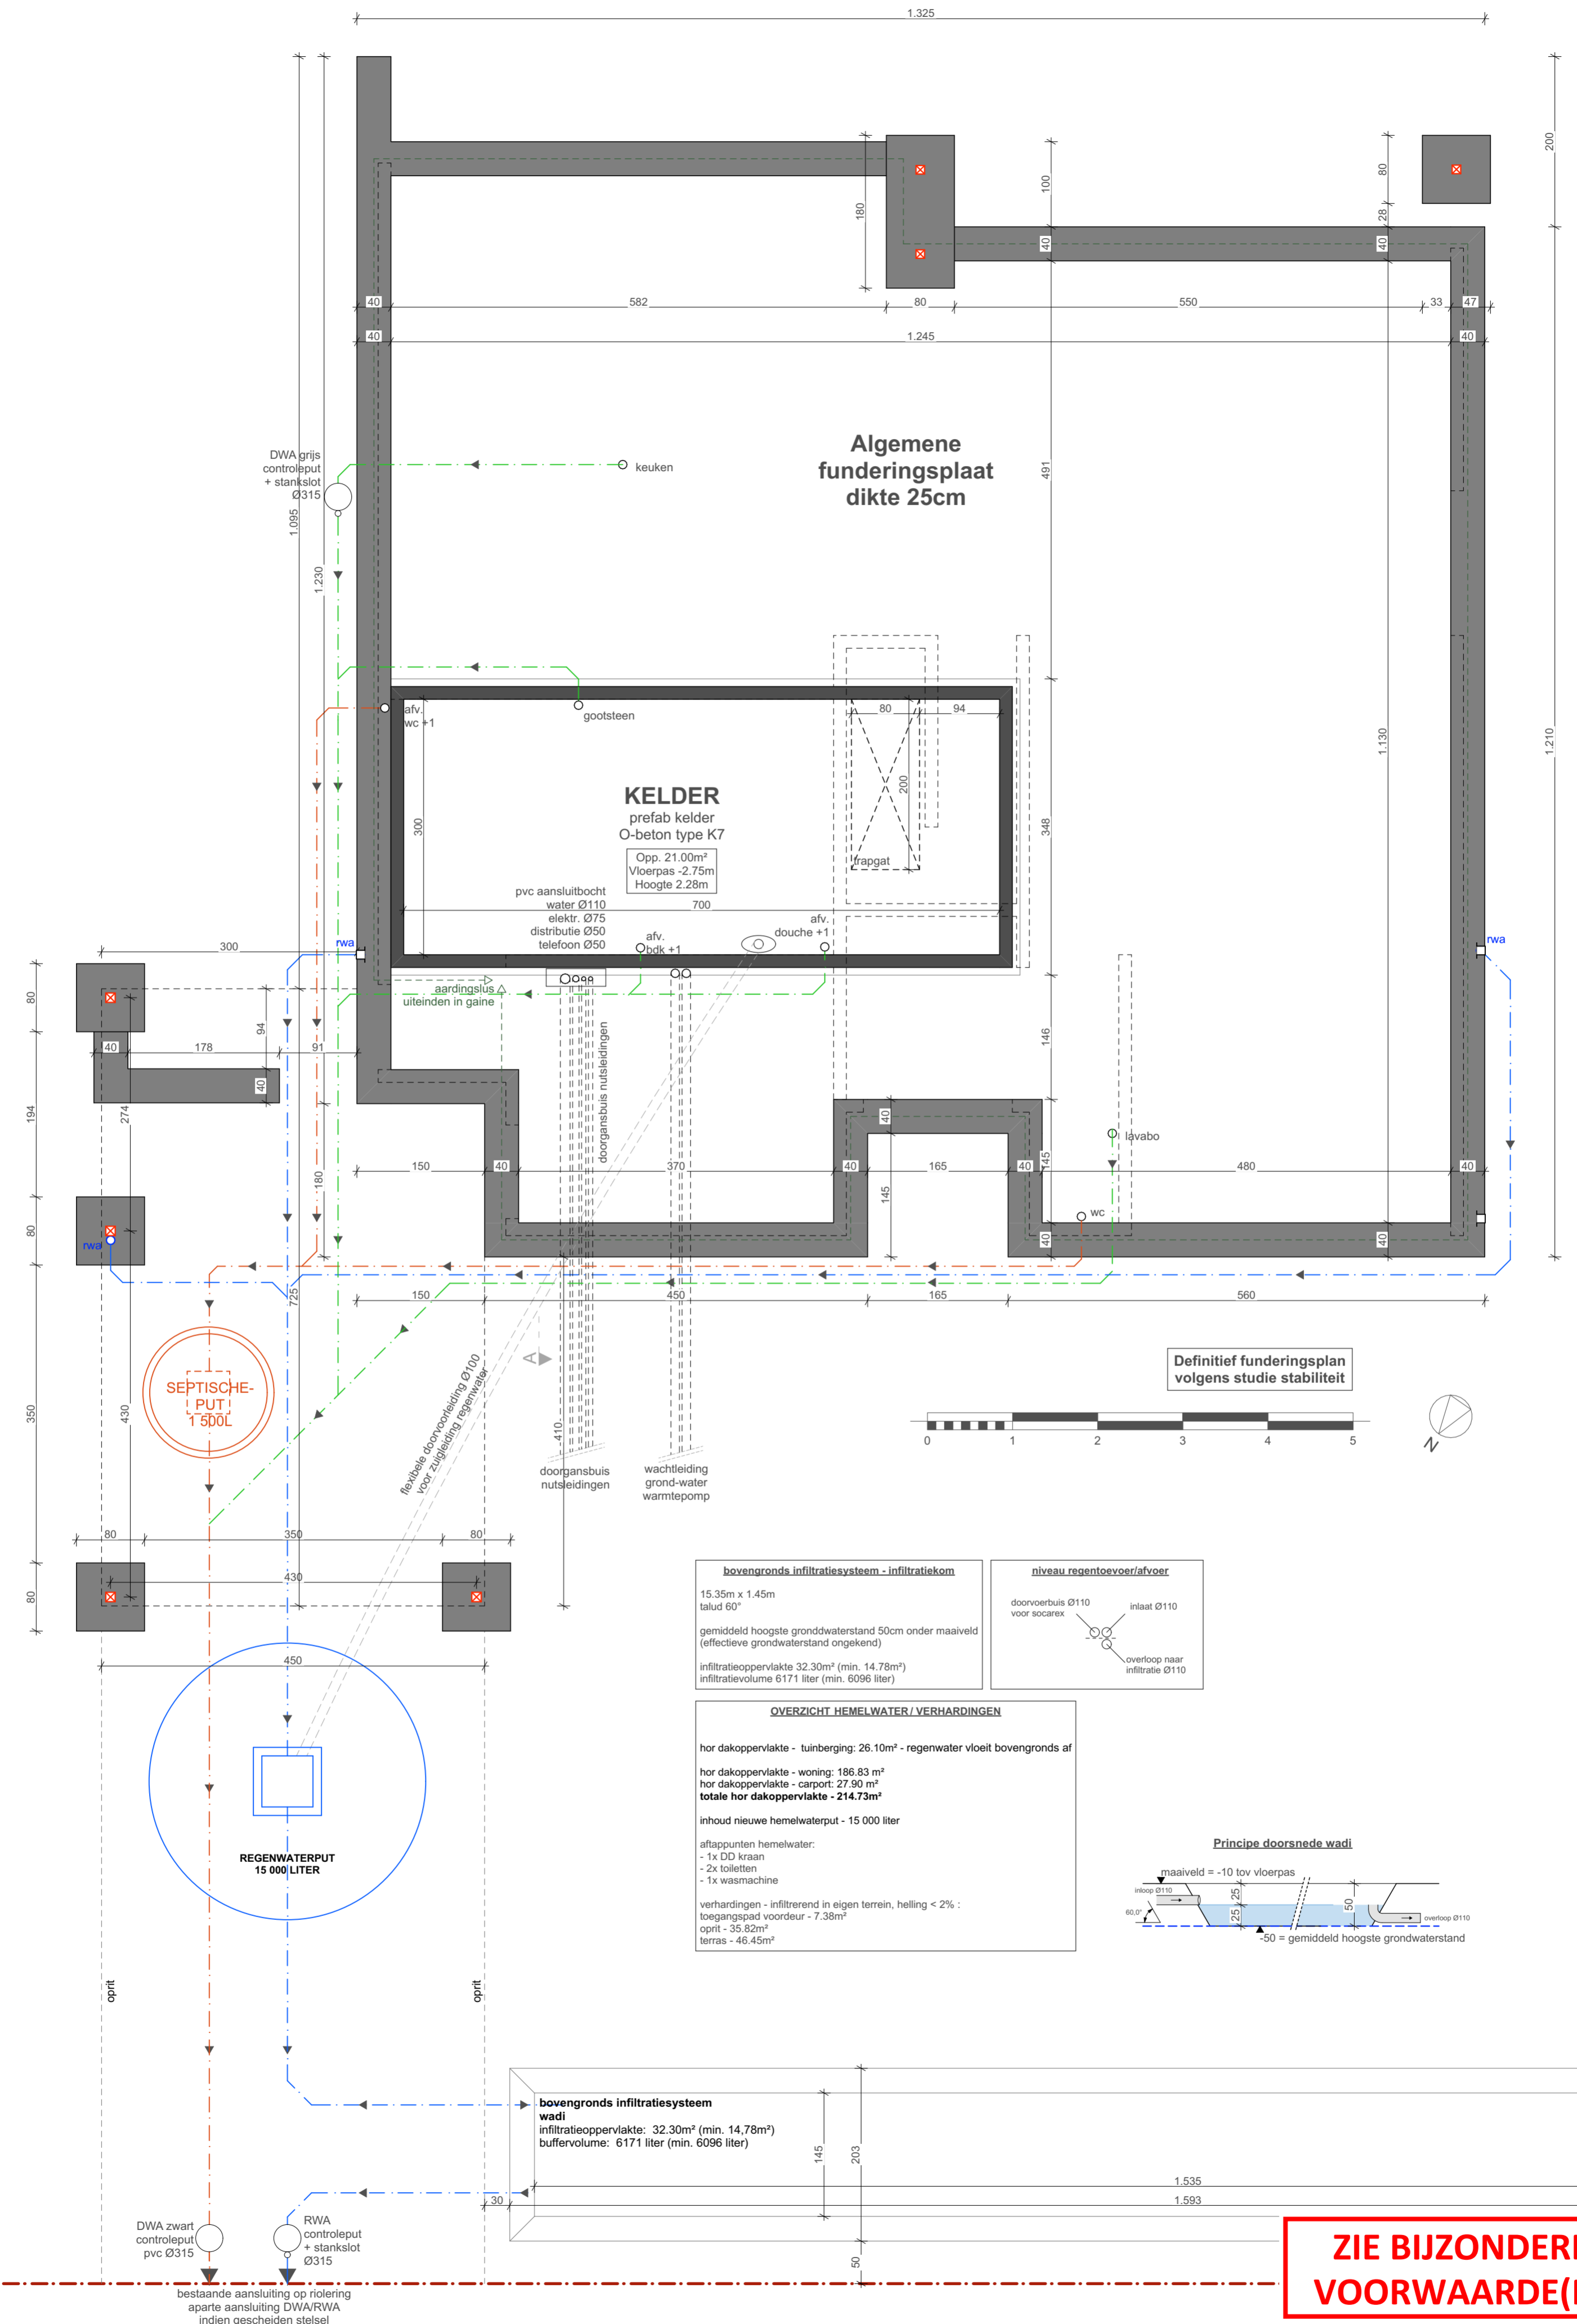 1.325
200
180
100
80
28
40
40
40
582
80
550
33
47
40
1.245
40
Algemene
funderingsplaat
dikte 25cm
DWA grijs
controleput
+ stankslot
Ø315
keuken
491
1.095
1.230
afv.
wc +1
gootsteen
80
94
200
300
348
1.130
1.210
KELDER
prefab kelder
O-beton type K7
Opp. 21.00m²
Vloerpas -2.75m
Hoogte 2.28m
trapgat
pvc aansluitbocht
water Ø110
elektr. Ø75
distributie Ø50
telefoon Ø50
700
afv.
bdk +1
afv.
douche +1
rwa
rwa
300
aardingslus
uiteinden in gaine
doorgansbuis nutsleidingen
80
94
40
178
91
40
194
274
146
40
lavabo
150
40
370
40
165
40
145
480
40
180
145
80
rwa
wc
40
40
725
150
450
165
560
A
SEPTISCHE-
PUT
1 500L
350
430
410
flexibele doorvoorleiding Ø100
voor zuigleiding regenwater
doorgansbuis
nutsleidingen
wachtleiding
grond-water
warmtepomp
Definitief funderingsplan
volgens studie stabiliteit
0
1
2
3
4
5
N
80
350
80
430
80
450
bovengronds infiltratiesysteem - infiltratiekom
15.35m x 1.45m
talud 60°
gemiddeld hoogste gronddwaterstand 50cm onder maaiveld
(effectieve grondwaterstand ongekend)
infiltratieoppervlakte 32.30m² (min. 14.78m²)
infiltratievolume 6171 liter (min. 6096 liter)
niveau regentoevoer/afvoer
doorvoerbuis Ø110
voor socarex
inlaat Ø110
overloop naar
infiltratie Ø110
OVERZICHT HEMELWATER / VERHARDINGEN
hor dakoppervlakte - tuinberging: 26.10m² - regenwater vloeit bovengronds af
hor dakoppervlakte - woning: 186.83 m²
hor dakoppervlakte - carport: 27.90 m²
totale hor dakoppervlakte - 214.73m²
inhoud nieuwe hemelwaterput - 15 000 liter
aftappunten hemelwater:
- 1x DD kraan
- 2x toiletten
- 1x wasmachine
verhardingen - infiltrerend in eigen terrein, helling < 2% :
toegangspad voordeur - 7.38m²
oprit - 35.82m²
terras - 46.45m²
REGENWATERPUT
15 000 LITER
Principe doorsnede wadi
maaiveld = -10 tov vloerpas
inloop Ø110
60,0°
25
25
50
overloop Ø110
-50 = gemiddeld hoogste grondwaterstand
oprit
oprit
bovengronds infiltratiesysteem
wadi
infiltratieoppervlakte: 32.30m² (min. 14,78m²)
buffervolume: 6171 liter (min. 6096 liter)
145
203
1.535
1.593
30
50
DWA zwart
controleput
pvc Ø315
RWA
controleput
+ stankslot
Ø315
ZIE BIJZONDER
VOORWAARDE(
bestaande aansluiting op riolering
aparte aansluiting DWA/RWA
indien gescheiden stelsel